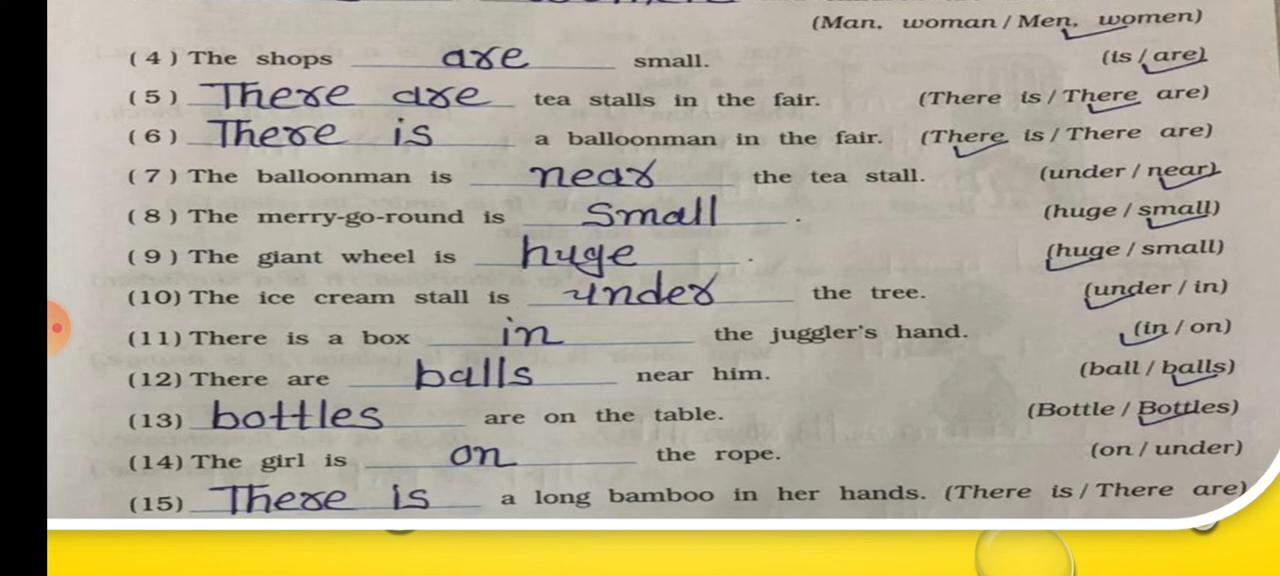 (Man, woman / Men, women)
(4) The shops are small. (is / are)
(5) There are tea stalls in the fair. (There is / There are)
(6) There is a balloonman in the fair. (There is / There are)
(7) The balloonman is near the tea stall. (under / near)
(8) The merry-go-round is Small . (huge / small)
(9) The giant wheel is huge . (huge / small)
(10) The ice cream stall is under the tree. (under / in)
(11) There is a box in the juggler's hand. (in / on)
(12) There are balls near him. (ball / balls)
(13) bottles are on the table. (Bottle / Bottles)
(14) The girl is on the rope. (on / under)
(15) There is a long bamboo in her hands. (There is / There are)